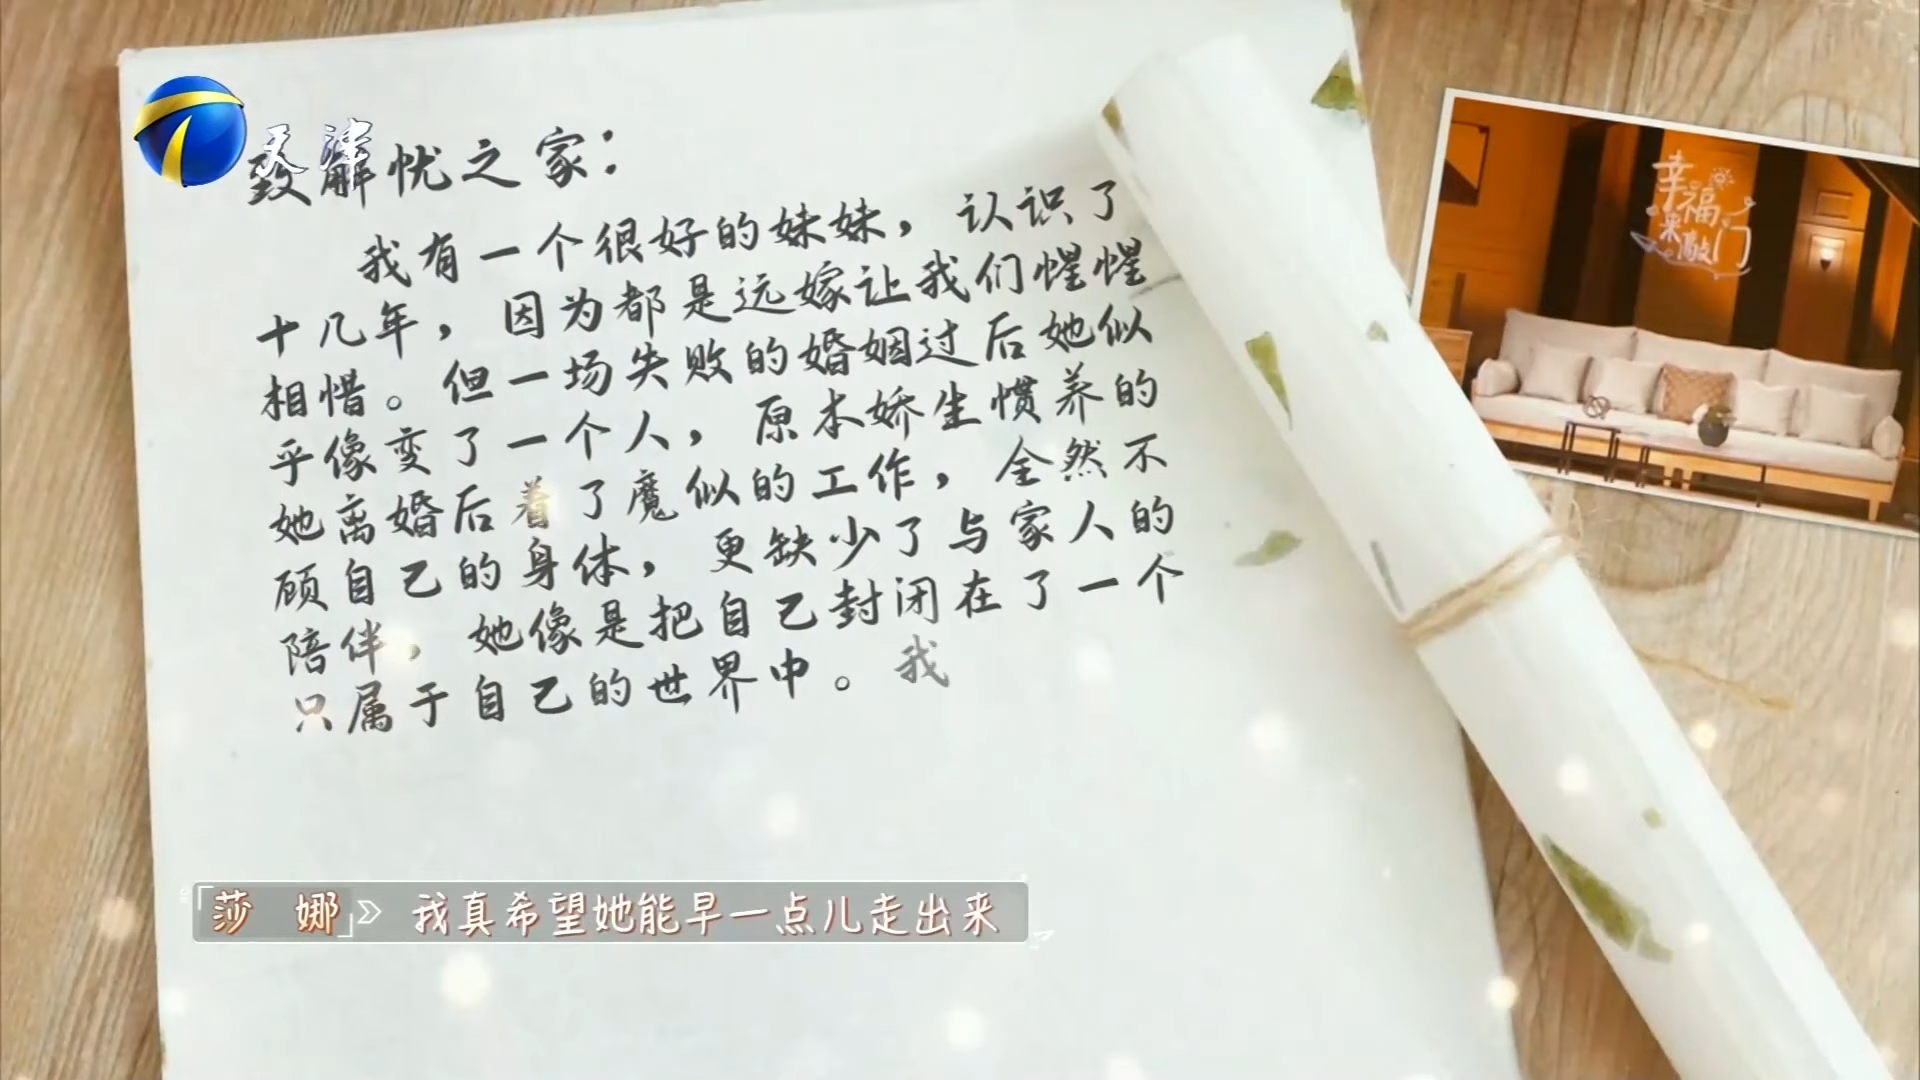 天津
致解忧之家：
我有一个很好的妹妹，认识了
十几年，因为都是远嫁让我们惺惺
相惜。但一场失败的婚姻过后她似
乎像变了一个人，原本娇生惯养的
她离婚后着了魔似的工作，全然不
顾自己的身体，更缺少了与家人的
陪伴，她像是把自己封闭在了一个
只属于自己的世界中。我
幸福
来敲门
莎 娜 我真希望她能早一点儿走出来